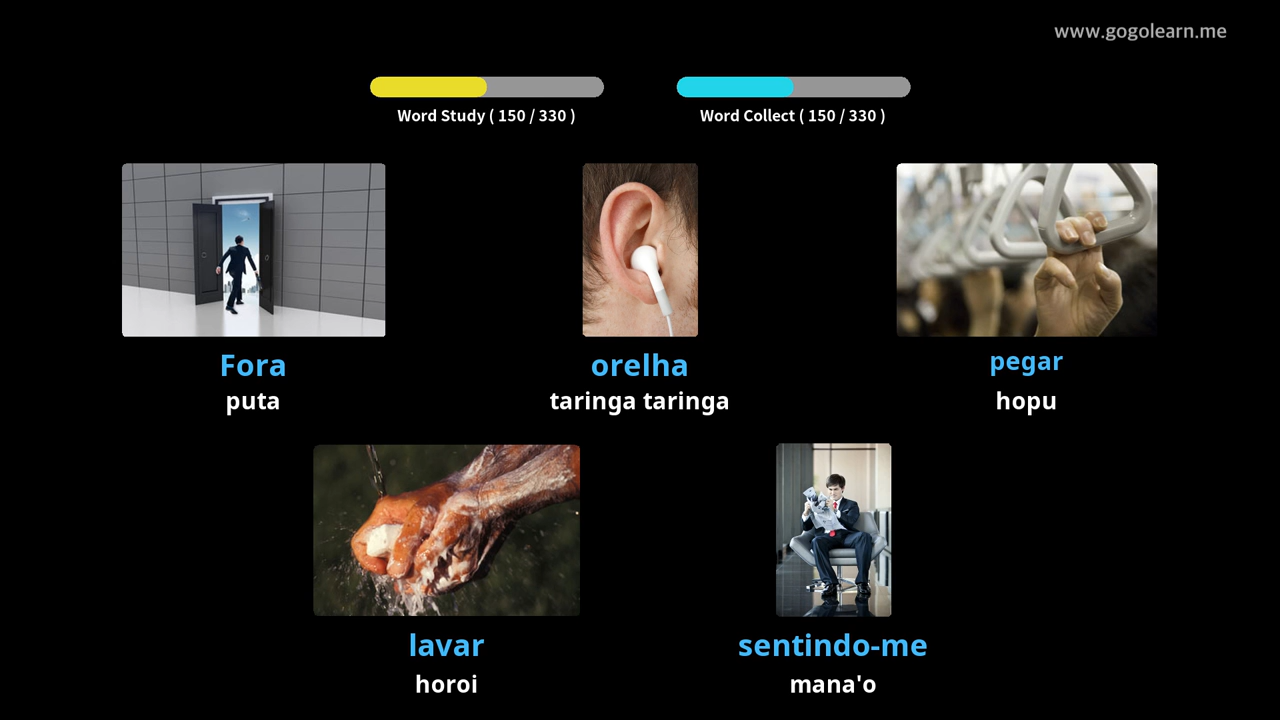 www.gogolearn.me
Word Study ( 150 / 330 )
Word Collect ( 150 / 330 )
Fora
puta
orelha
taringa taringa
pegar
hopu
lavar
horoi
sentindo-me
mana'o